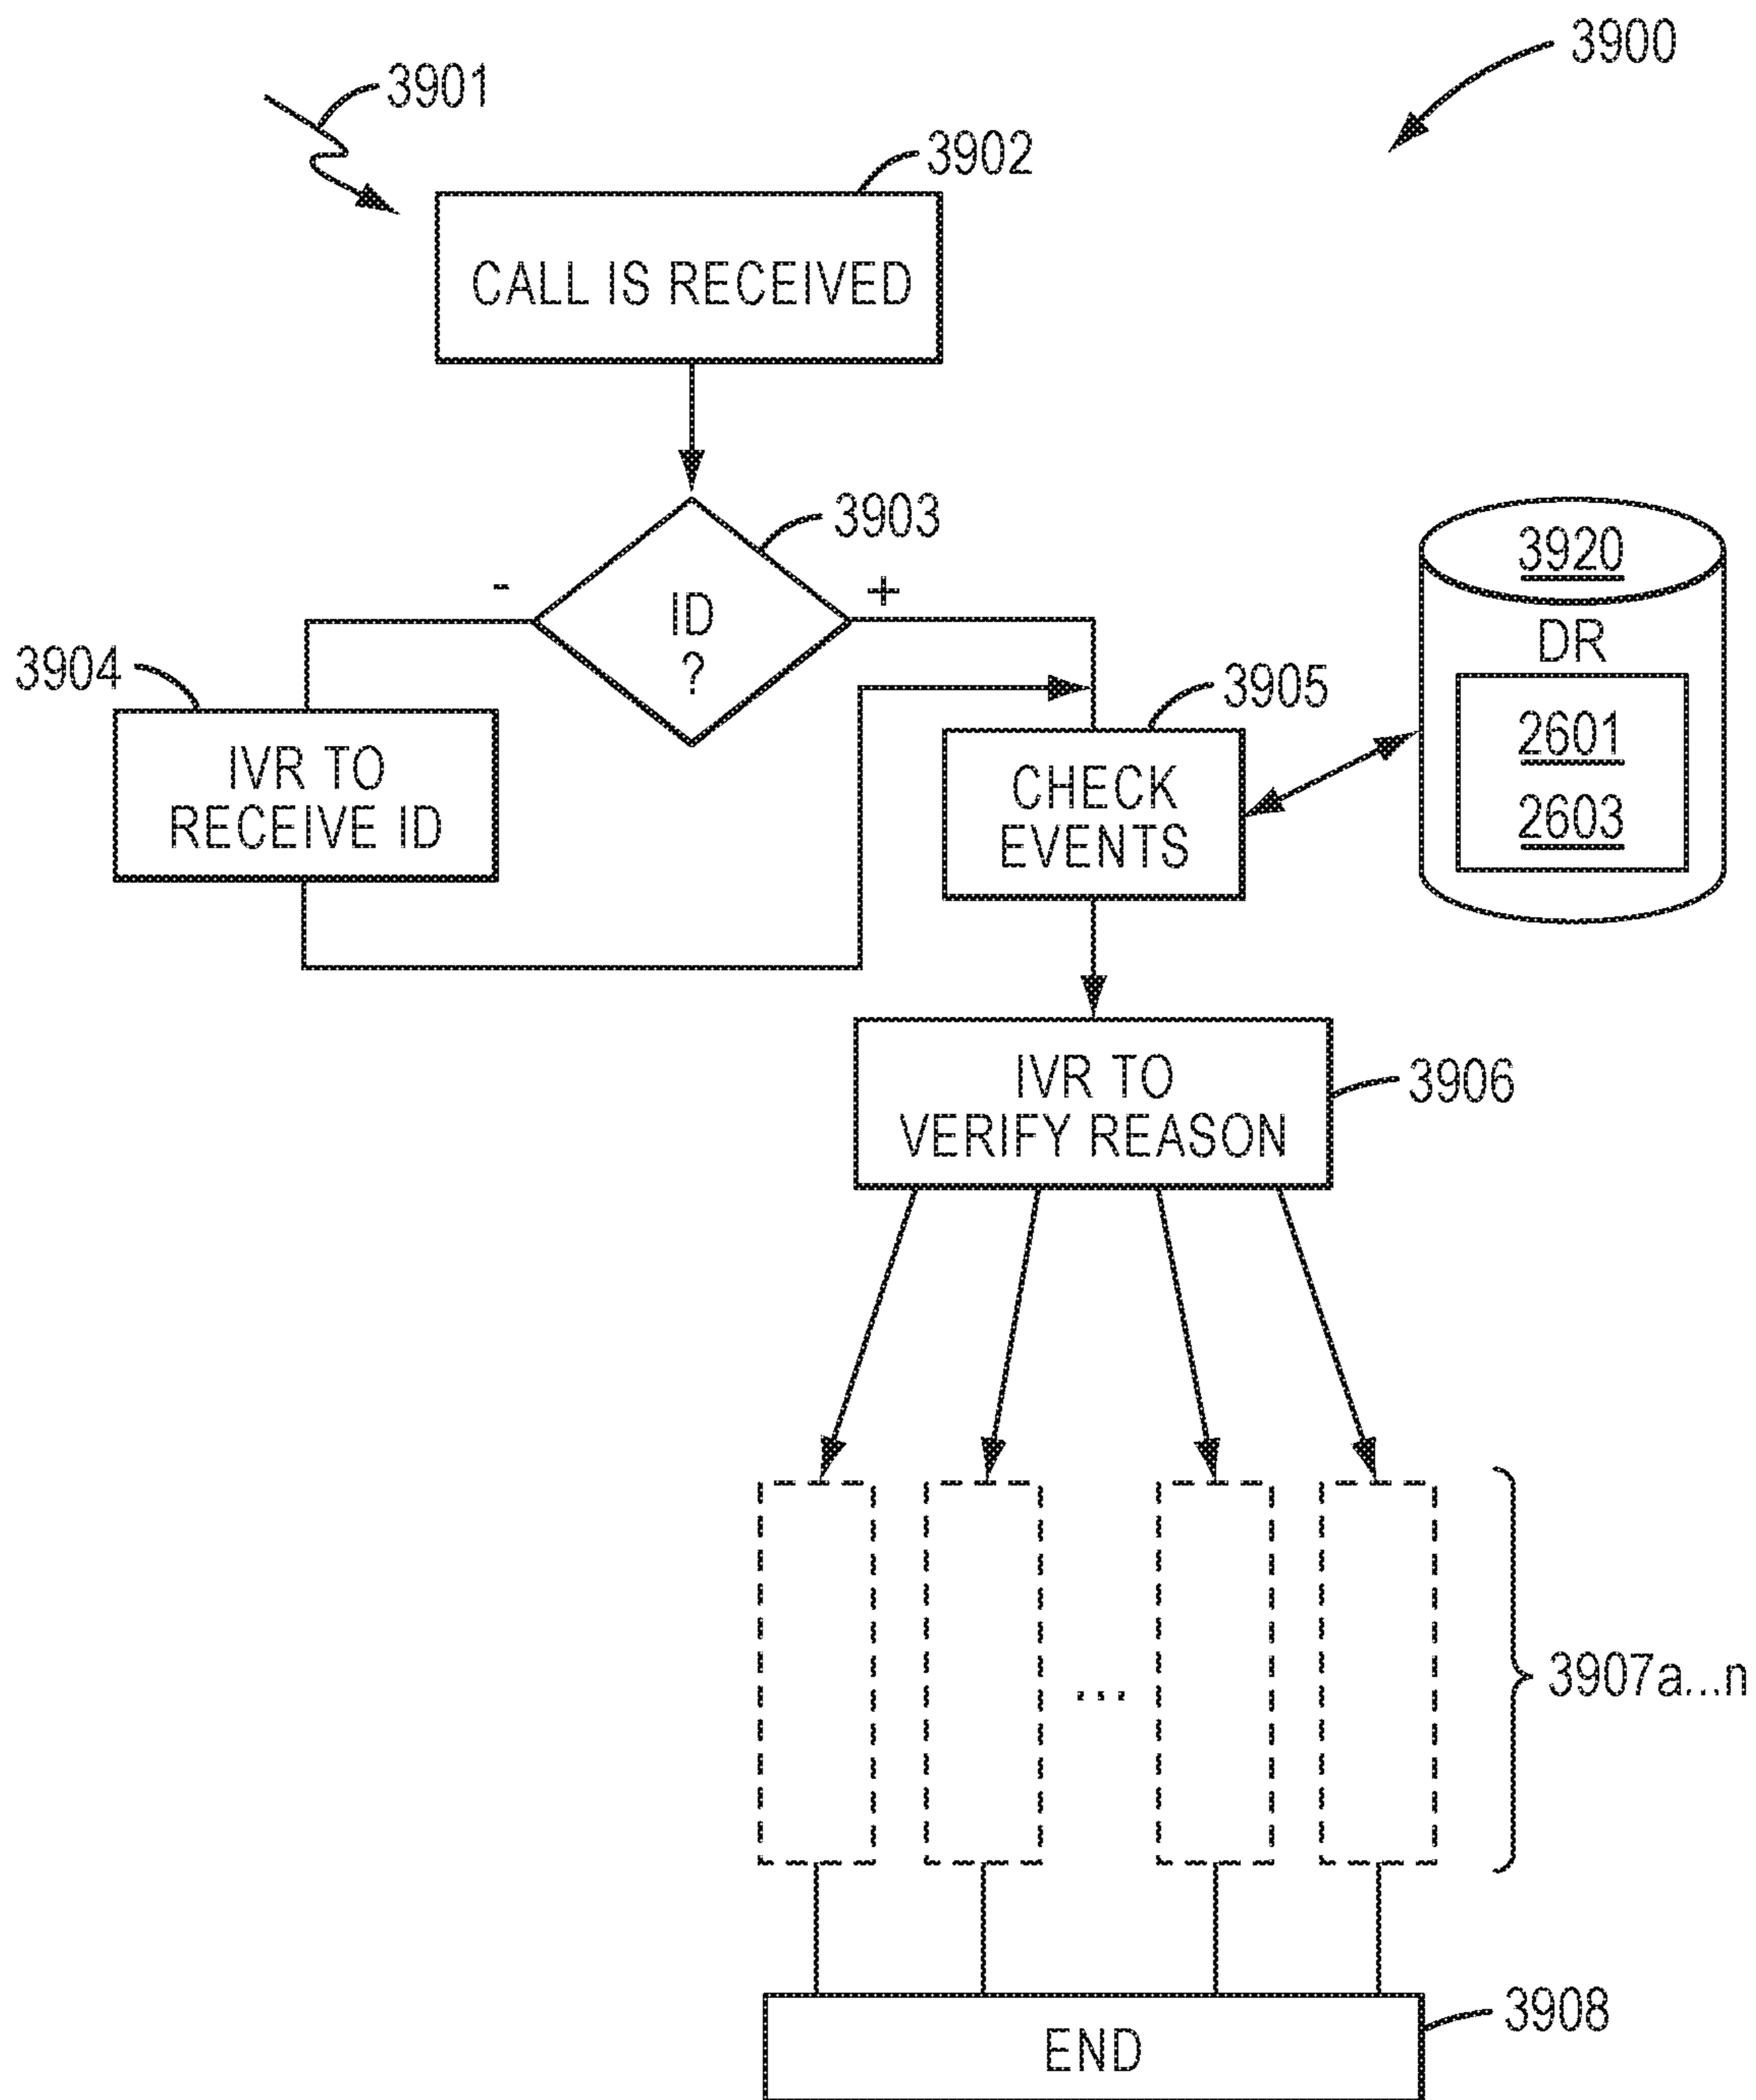 3900
3901
3902
CALL IS RECEIVED
3903
-
+
ID
?
3920
DR
2601
2603
3904
IVR TO
RECEIVE ID
3905
CHECK
EVENTS
IVR TO
VERIFY REASON
3906
...
3907a...n
END
3908